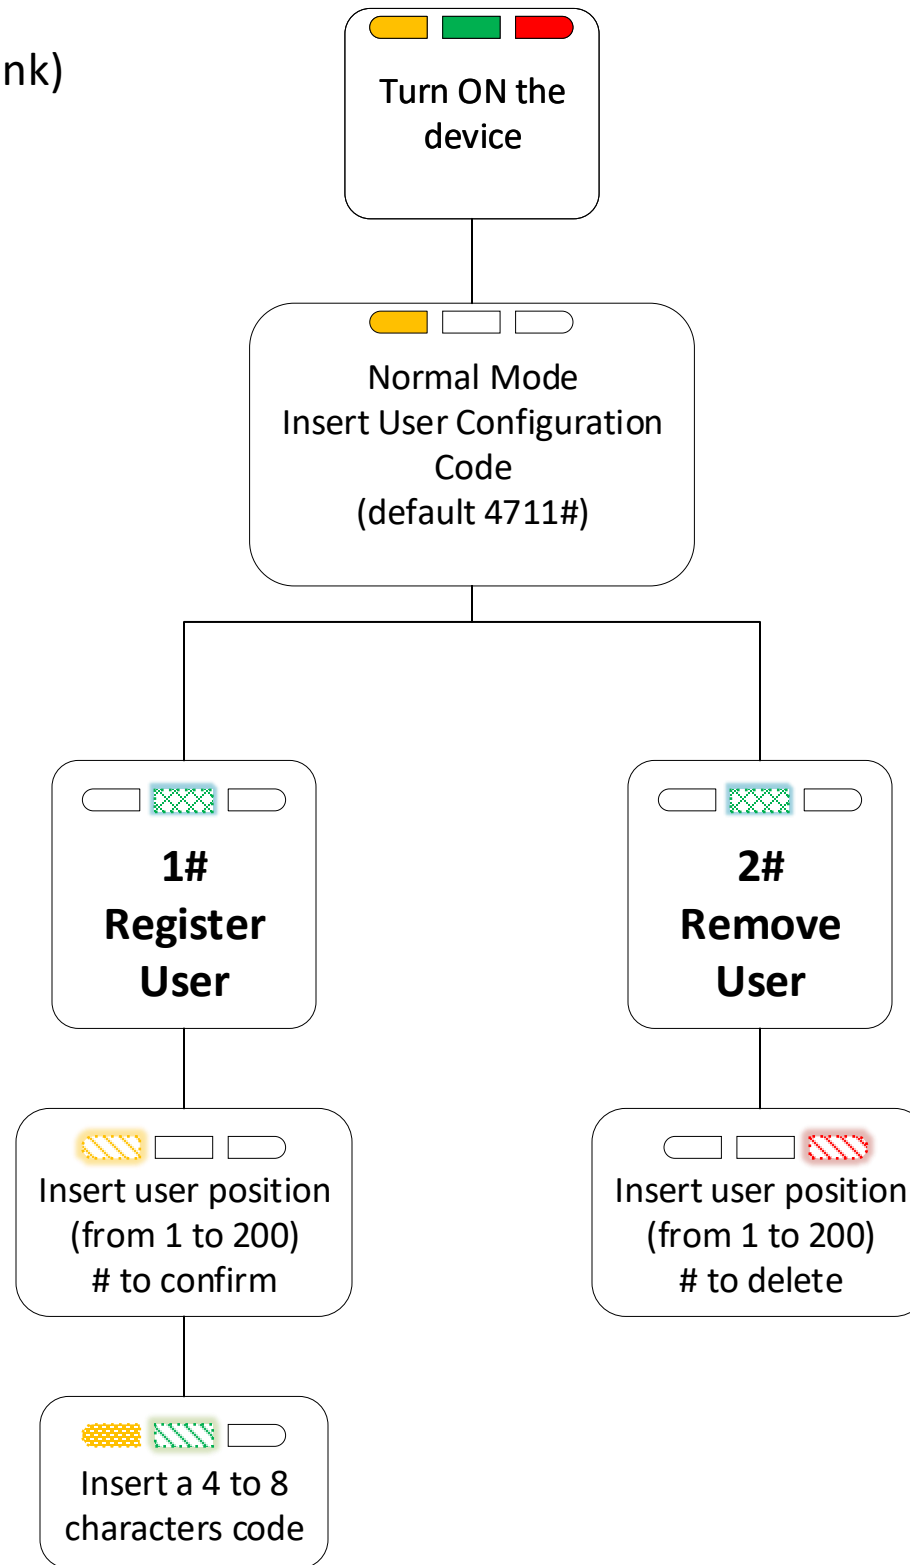 nk)
Turn ON the
device
Normal Mode
Insert User Configuration
Code
(default 4711#)
1#
Register
User
2#
Remove
User
Insert user position
(from 1 to 200)
# to confirm
Insert user position
(from 1 to 200)
# to delete
Insert a 4 to 8
characters code